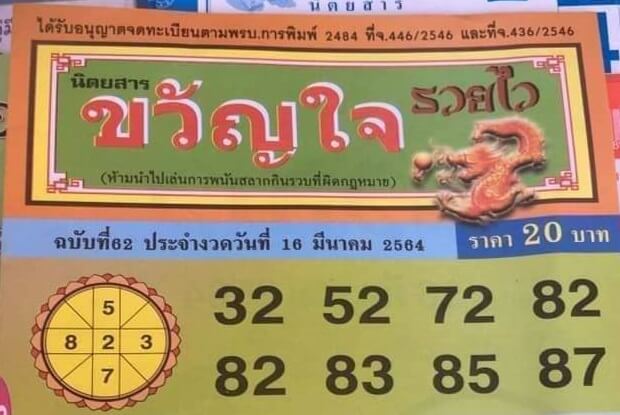 นิตยสาร
ได้รับอนุญาตจดทะเบียนตามพรบ.การพิมพ์ 2484 ที่จ.446/2546 และที่จ.436/2546
นิตยสาร
ขวัญใจ รวยไว
(ห้ามนำไปเล่นการพนันสลากกินรวบที่ผิดกฎหมาย)
ฉบับที่62 ประจำงวดวันที่ 16 มีนาคม 2564 ราคา 20 บาท
5
8 2 3
7
32 52 72 82
82 83 85 87